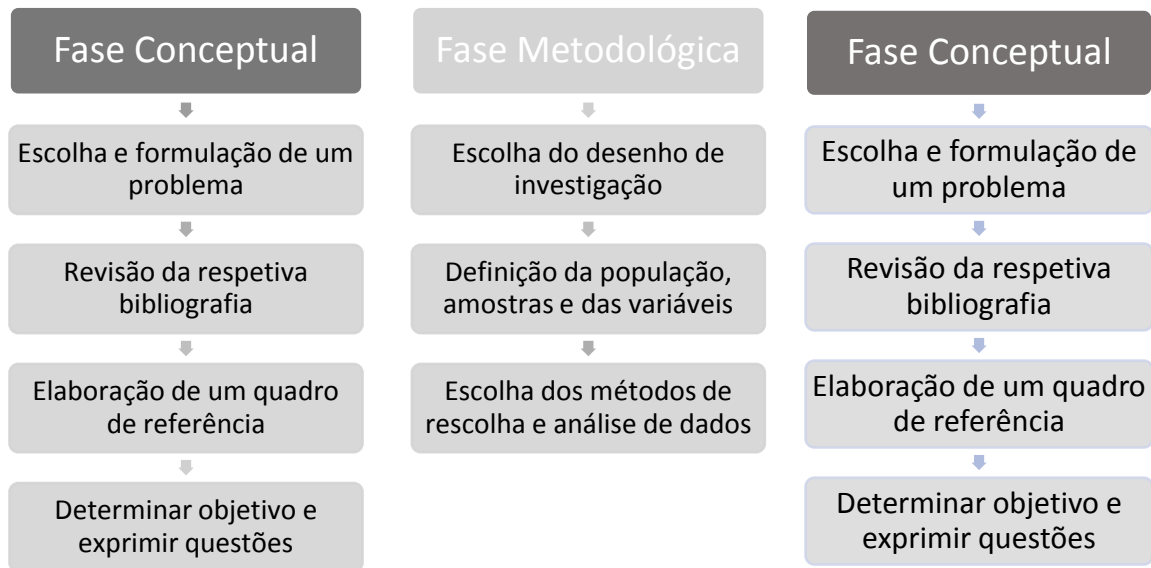 Fase Conceptual
Escolha e formulação de um
problema
Revisão da respetiva
bibliografia
Elaboração de um quadro
de referência
Determinar objetivo e
exprimir questões
Fase Metodológica
Escolha do desenho de
investigação
Definição da população,
amostras e das variáveis
Escolha dos métodos de
rescolha e análise de dados
Fase Conceptual
Escolha e formulação de
um problema
Revisão da respetiva
bibliografia
Elaboração de um quadro
de referência
Determinar objetivo e
exprimir questões